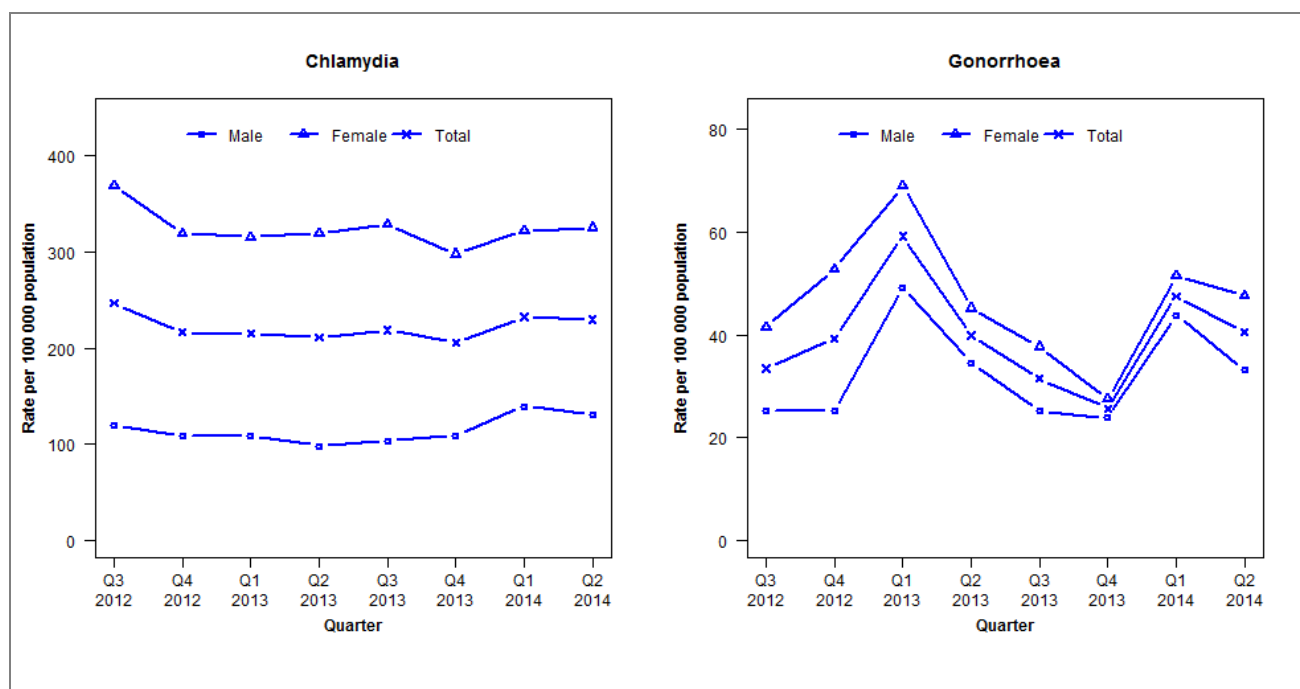 Chlamydia
Male Female Total
400
300
200
100
0
Rate per 100 000 population
Q3 Q4 Q1 Q2 Q3 Q4 Q1 Q2
2012 2012 2013 2013 2013 2013 2014 2014
Quarter
Gonorrhoea
Male Female Total
80
60
40
20
0
Rate per 100 000 population
Q3 Q4 Q1 Q2 Q3 Q4 Q1 Q2
2012 2012 2013 2013 2013 2013 2014 2014
Quarter